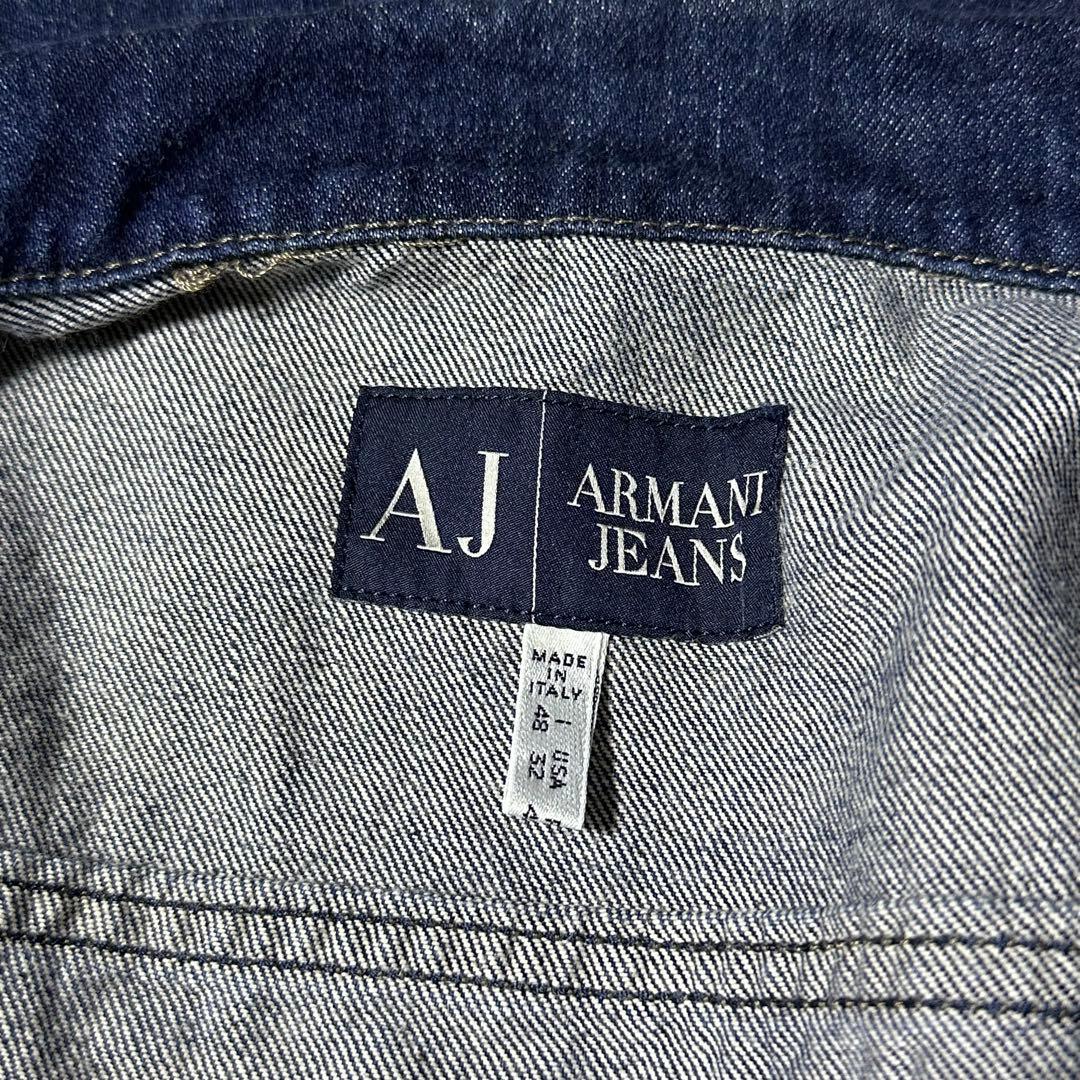 AJ
ARMANI
JEANS
MADE
IN
ITALY
I USA
48 32